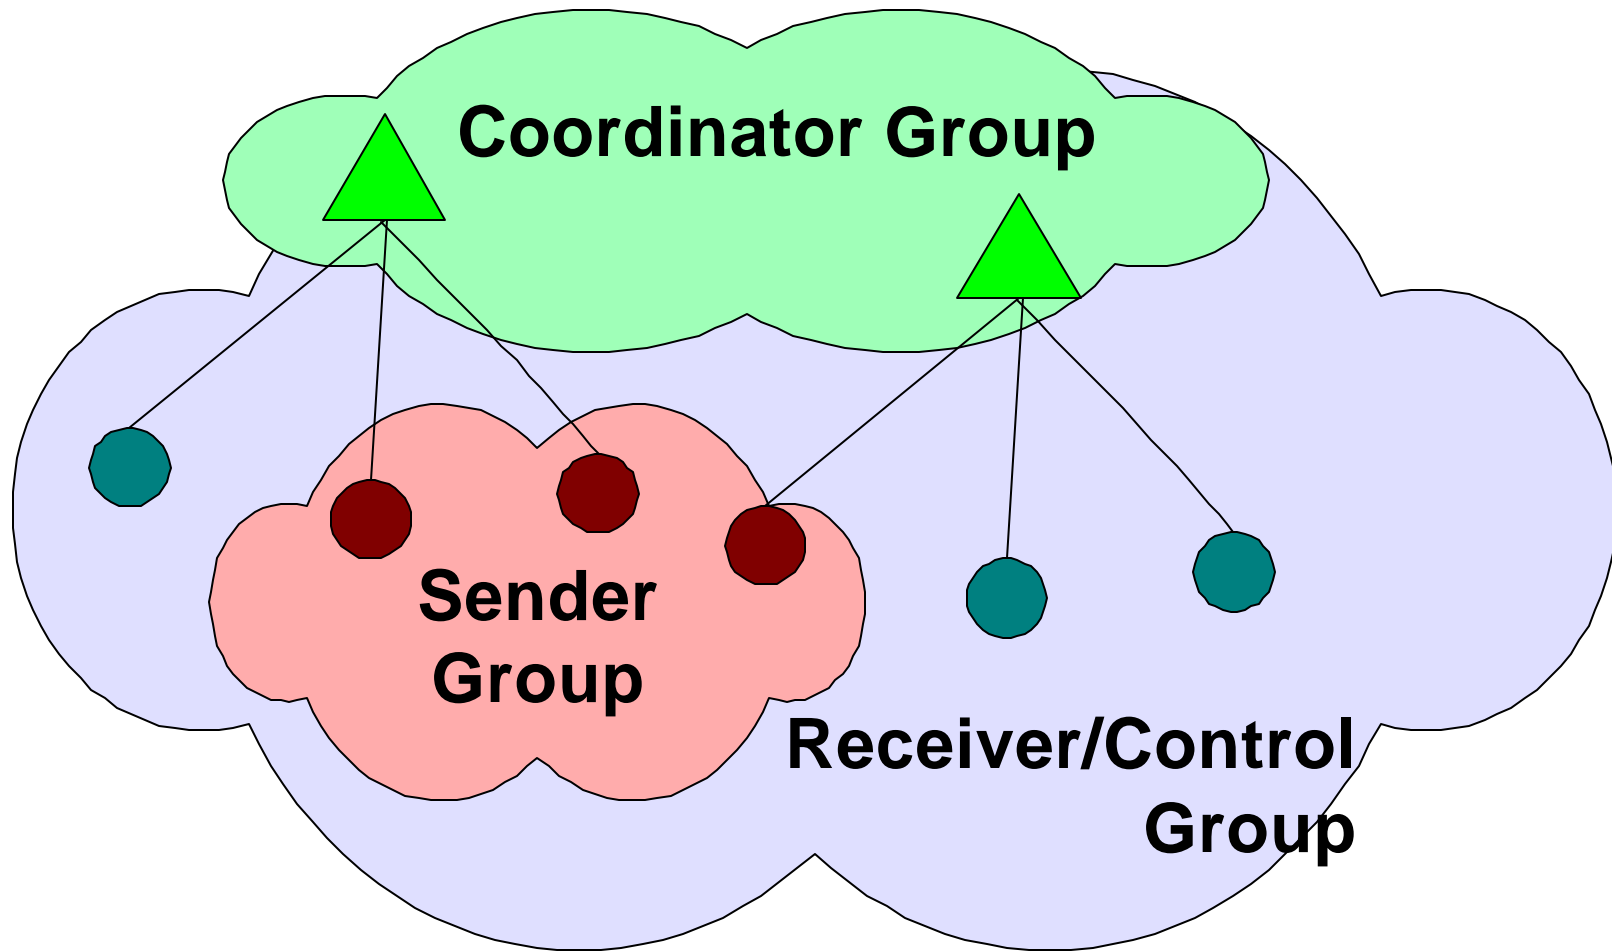 Coordinator Group
Sender
Group
Receiver/Control
Group